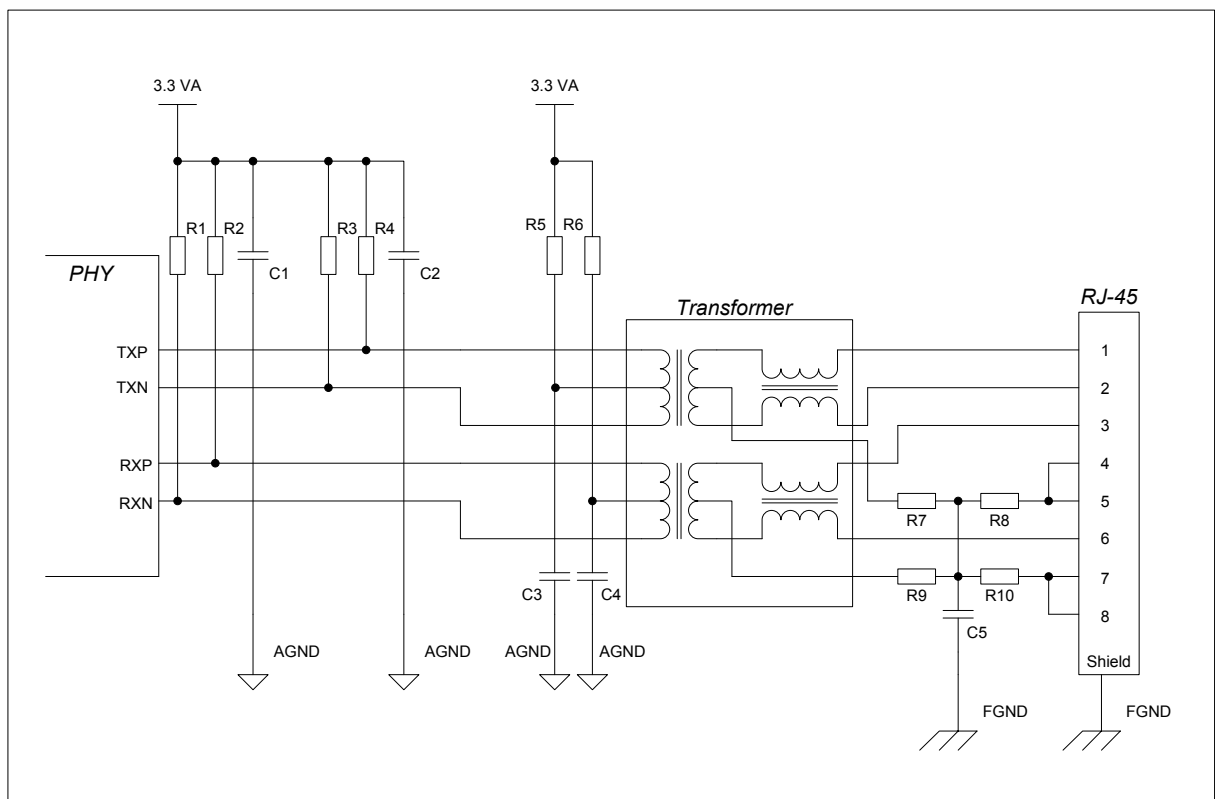 3.3 VA
3.3 VA
R1
R2
R3
R4
R5
R6
C1
C2
PHY
Transformer
RJ-45
TXP
TXN
RXP
RXN
1
2
3
4
5
6
7
8
R7
R8
R9
R10
C3
C4
C5
Shield
AGND
AGND
AGND
AGND
FGND
FGND